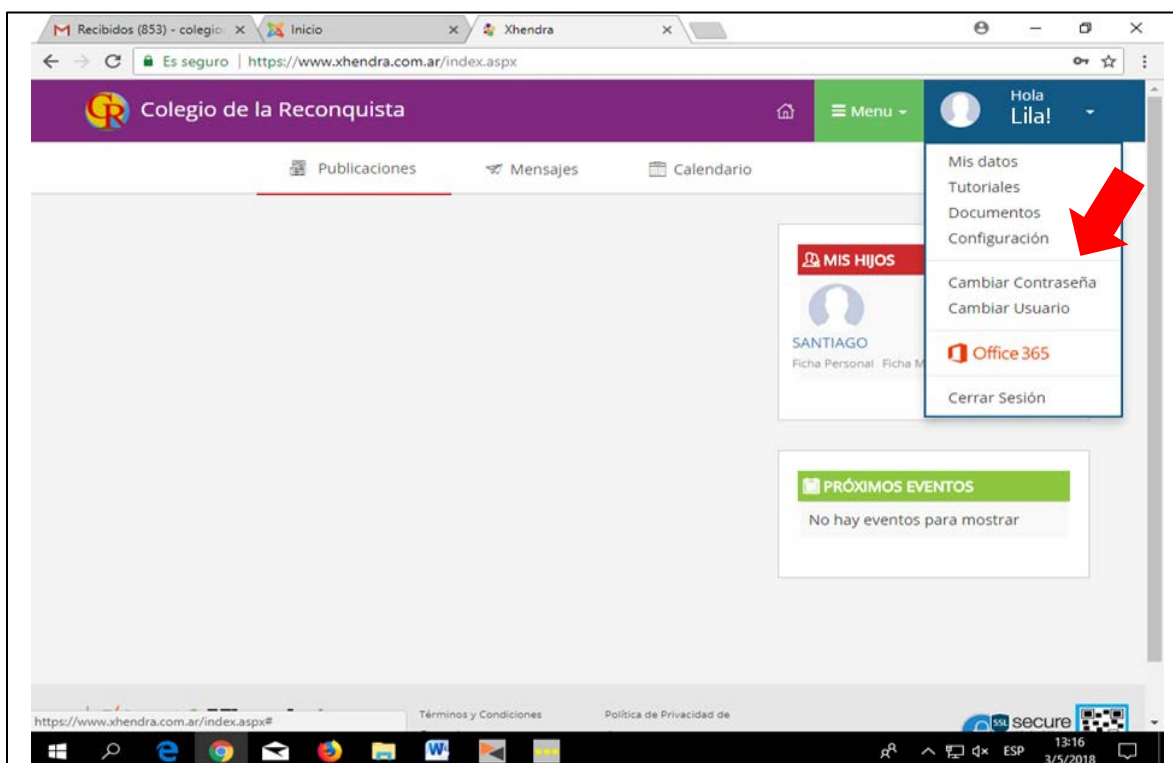 Recibidos (853) - colegio
Inicio
Xhendra
Es seguro | https://www.xhendra.com.ar/index.aspx
CR Colegio de la Reconquista
Menu
Hola
Lila!
Publicaciones
Mensajes
Calendario
Mis datos
Tutoriales
Documentos
Configuración
Cambiar Contraseña
Cambiar Usuario
Office 365
Cerrar Sesión
MIS HIJOS
SANTIAGO
Ficha Personal Ficha M
PRÓXIMOS EVENTOS
No hay eventos para mostrar
https://www.xhendra.com.ar/index.aspx#
Términos y Condiciones
Política de Privacidad de
SSL secure
ESP
13:16
3/5/2018